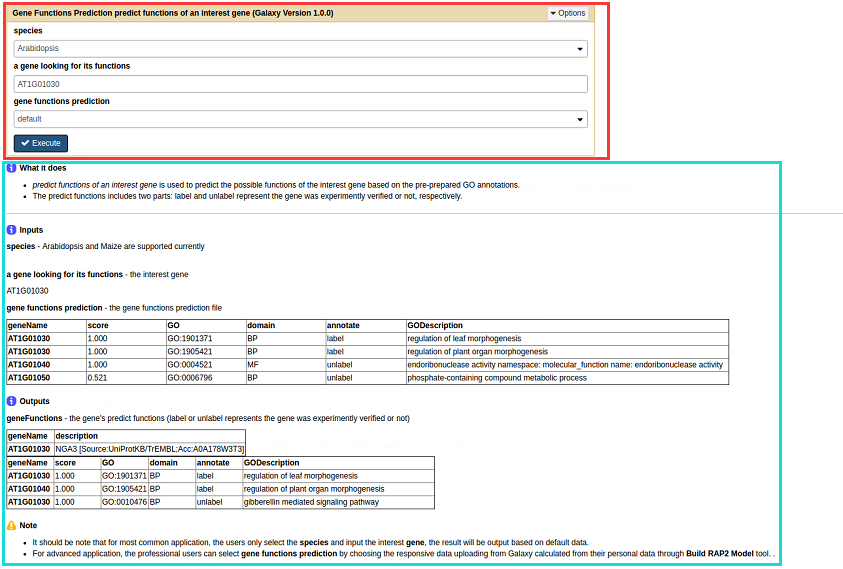 Gene Functions Prediction predict functions of an interest gene (Galaxy Version 1.0.0) Options
species
Arabidopsis
a gene looking for its functions
AT1G01030
gene functions prediction
default
Execute
What it does
predict functions of an interest gene is used to predict the possible functions of the interest gene based on the pre-prepared GO annotations.
The predict functions includes two parts: label and unlabel represent the gene was experimentally verified or not, respectively.
Inputs
species - Arabidopsis and Maize are supported currently
a gene looking for its functions - the interest gene
AT1G01030
gene functions prediction - the gene functions prediction file
geneName score GO domain annotate GODescription
AT1G01030 1.000 GO:1901371 BP label regulation of leaf morphogenesis
AT1G01030 1.000 GO:1905421 BP label regulation of plant organ morphogenesis
AT1G01040 1.000 GO:0004521 MF unlabel endoribonuclease activity namespace: molecular_function name: endoribonuclease activity
AT1G01050 0.521 GO:0006796 BP unlabel phosphate-containing compound metabolic process
Outputs
geneFunctions - the gene's predict functions (label or unlabel represents the gene was experimentally verified or not)
geneName description
AT1G01030 NGA3 [Source:UniProtKB/TrEMBL;Acc:A0A178W3T3]
geneName score GO domain annotate GODescription
AT1G01030 1.000 GO:1901371 BP label regulation of leaf morphogenesis
AT1G01040 1.000 GO:1905421 BP label regulation of plant organ morphogenesis
AT1G01030 1.000 GO:0010476 BP unlabel gibberellin mediated signaling pathway
Note
It should be note that for most common application, the users only select the species and input the interest gene, the result will be output based on default data.
For advanced application, the professional users can select gene functions prediction by choosing the responsive data uploading from Galaxy calculated from their personal data through Build RAP2 Model tool. .